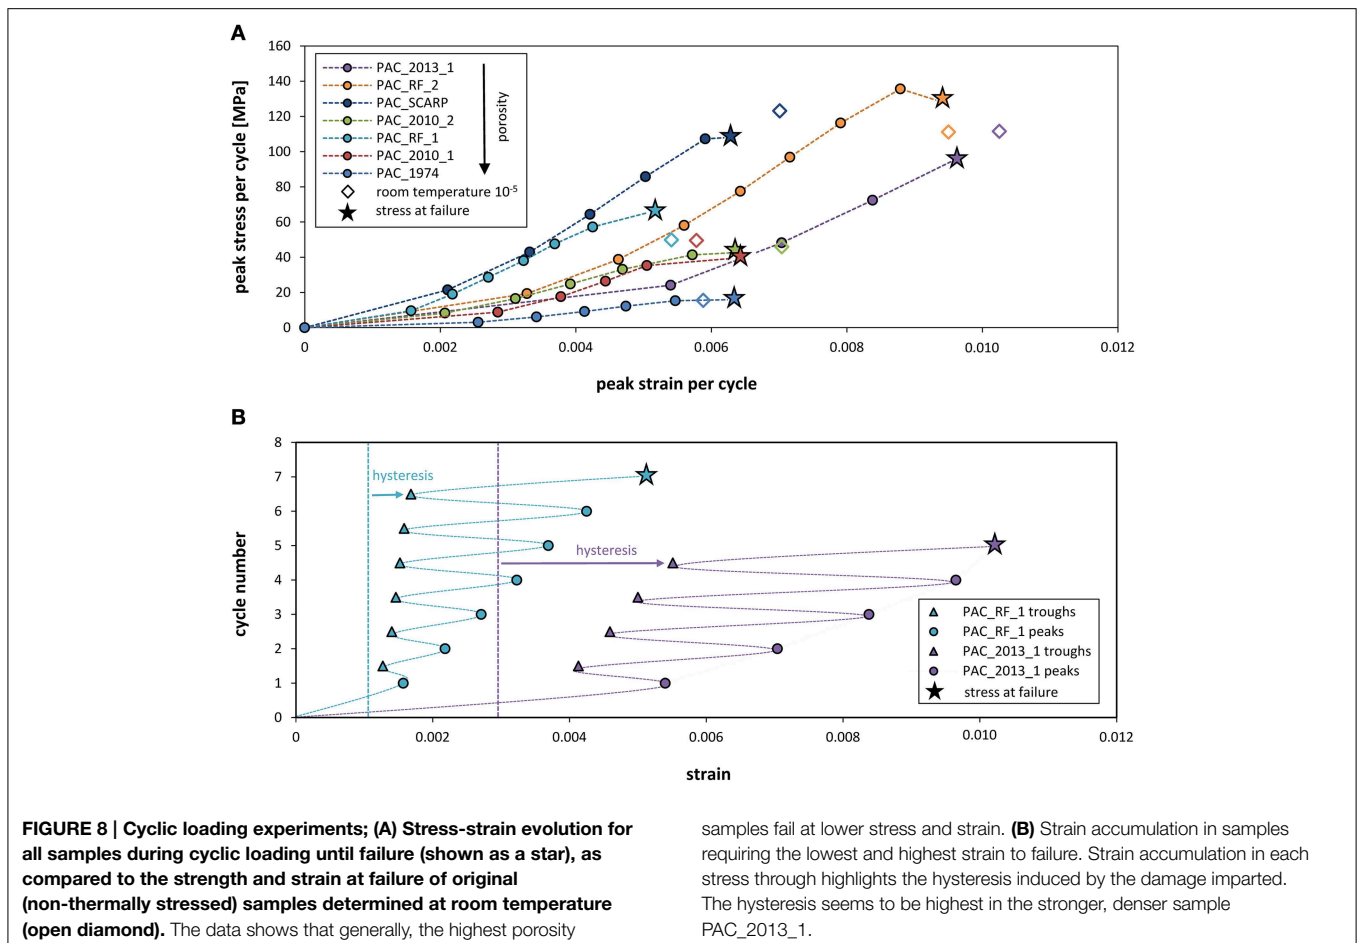 A
160
140
120
100
80
60
40
20
0
peak stress per cycle [MPa]
PAC_2013_1
PAC_RF_2
PAC_SCARP
PAC_2010_2
PAC_RF_1
PAC_2010_1
PAC_1974
room temperature 10-5
stress at failure
porosity
0 0.002 0.004 0.006 0.008 0.010 0.012
peak strain per cycle
B
8
7
6
5
4
3
2
1
0
cycle number
hysteresis
hysteresis
PAC_RF_1 troughs
PAC_RF_1 peaks
PAC_2013_1 troughs
PAC_2013_1 peaks
stress at failure
0 0.002 0.004 0.006 0.008 0.010 0.012
strain
FIGURE 8 | Cyclic loading experiments; (A) Stress-strain evolution for
all samples during cyclic loading until failure (shown as a star), as
compared to the strength and strain at failure of original
(non-thermally stressed) samples determined at room temperature
(open diamond). The data shows that generally, the highest porosity
samples fail at lower stress and strain. (B) Strain accumulation in samples
requiring the lowest and highest strain to failure. Strain accumulation in each
stress through highlights the hysteresis induced by the damage imparted.
The hysteresis seems to be highest in the stronger, denser sample
PAC_2013_1.